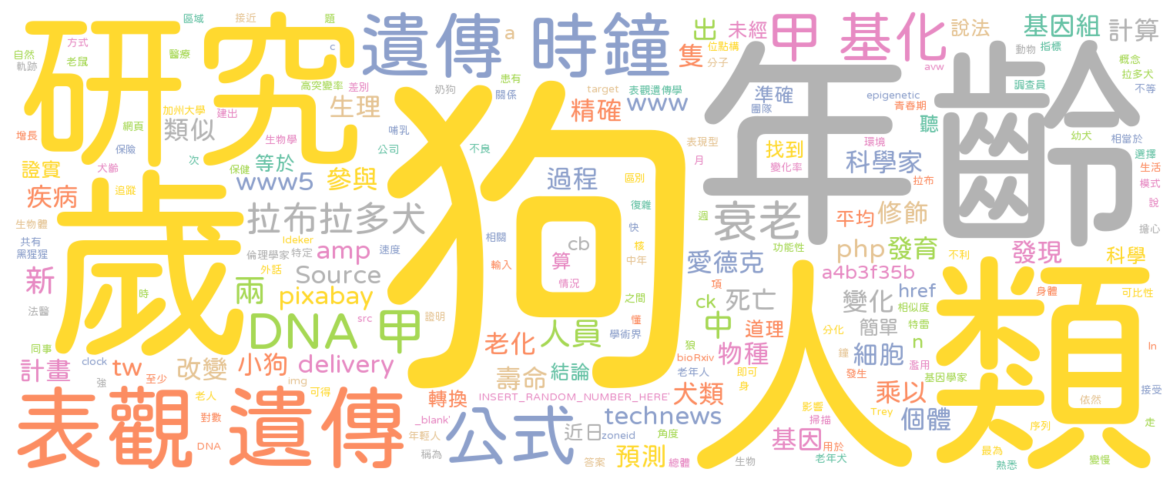 研究
遺傳
時鐘
甲
基化
歲
狗
年齡
人類
表觀
遺傳
公式
DNA
甲
拉布拉多犬
衰老
基因組
計算
說法
未經
出
隻
a
接近
題
區域
c
醫療
方式
自然
軌跡
老鼠
高突變率
差別
患有
關係
奶狗
位點構
分子
表觀遺傳學
target
www
精確
生理
加州大學
建出
增長
網頁
生物學
類似
保險
哺乳
公司
不良
團隊
準確
epigenetic
avw
青春期
動物
指標
調查員
概念
拉多犬
不等
幼犬
相當於
選擇
生活
模式
說
擔心
聽
環境
變化率
找到
科學家
拉布
表現型
月
區別
過程
等於
參與
www5
次
保健
犬齡
證實
追蹤
疾病
生物體
共有
黑猩猩
新
法醫
時
同事
倫理學家
特定
Ideker
速度
amp
外話
Source
兩
pixabay
src
證明
相關
輸入
算
cb
情況
復雜
快
核
中年
週
平均
修飾
功能性
愛德克
php
發育
不利
發現
科學
身體
可比性
a4b3f35b
項
死亡
變化
href
相似度
n
特雷
之間
懂
學術界
人員
老化
壽命
結論
ck
中
道理
簡單
分化
鐘
細胞
濫用
基因學家
In
接受
狼
bioRxiv
老年人
物種
即可
身
發生
犬類
乘以
依然
計畫
clock
強
tw
至少
改變
小狗
delivery
img
可得
轉換
INSERT_RANDOM_NUMBER_HERE
technews
個體
影響
掃描
Trey
序列
走
老人
對數
DNA
_blank
年輕人
稱為
近日
zoneid
角度
答案
預測
總體
基因
用於
老年犬
生物
最為
熟悉
變慢